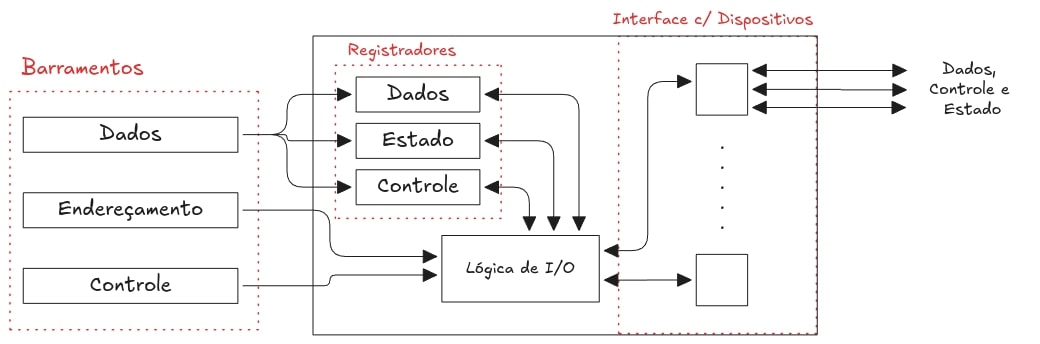 Interface c/ Dispositivos
Registradores
Barramentos
Dados
Endereçamento
Controle
Dados
Estado
Controle
Lógica de I/O
Dados,
Controle e
Estado